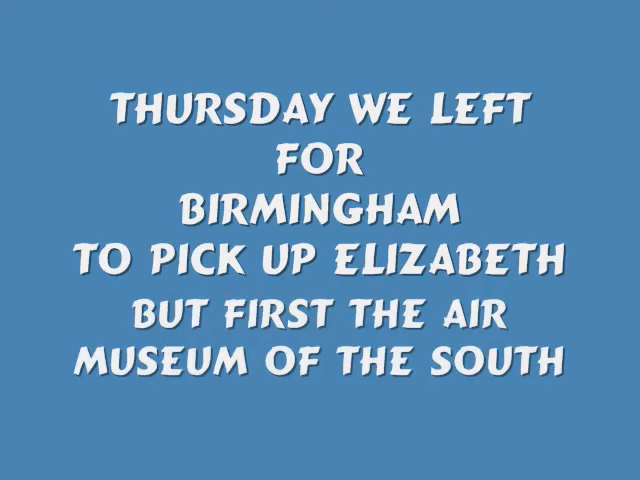 THURSDAY WE LEFT
FOR
BIRMINGHAM
TO PICK UP ELIZABETH
BUT FIRST THE AIR
MUSEUM OF THE SOUTH